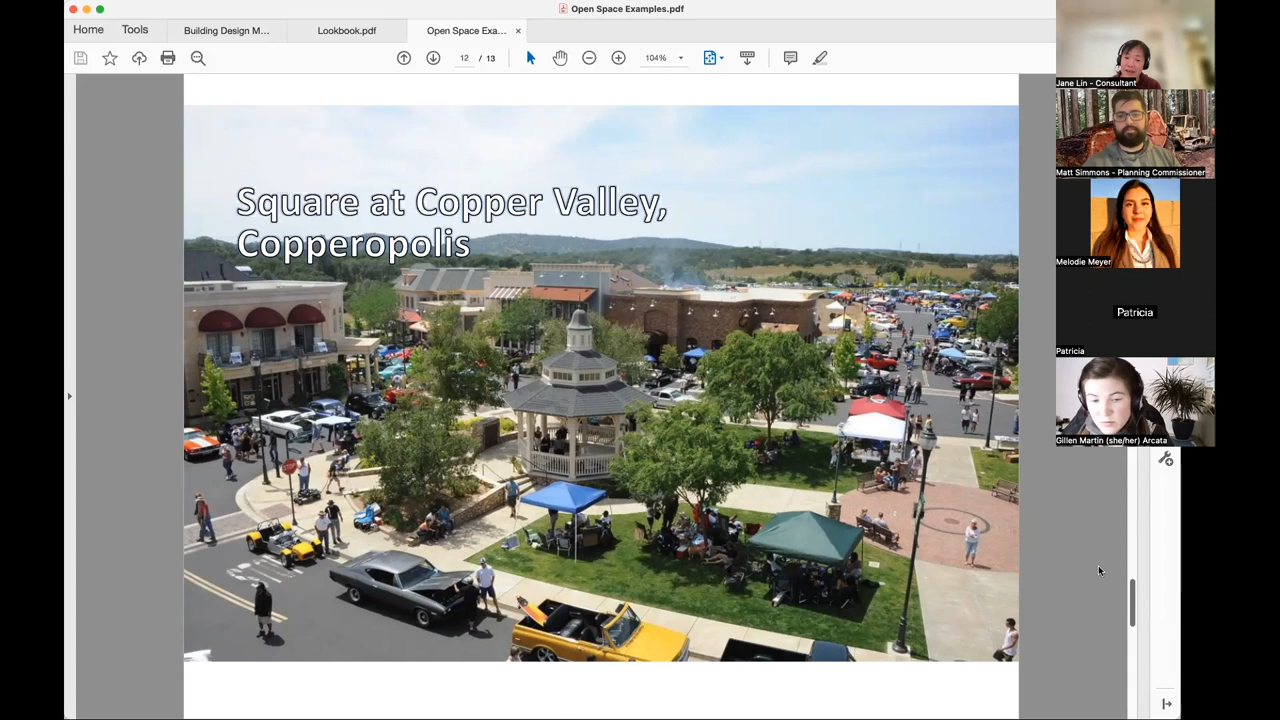 Open Space Examples.pdf
Home
Tools
Building Design M...
Lookbook.pdf
Open Space Exa...
12 / 13
104%
Square at Copper Valley,
Copperopolis
Jane Lin - Consultant
Matt Simmons - Planning Commissioner
Melodie Meyer
Patricia
Patricia
Gillen Martin (she/her) Arcata